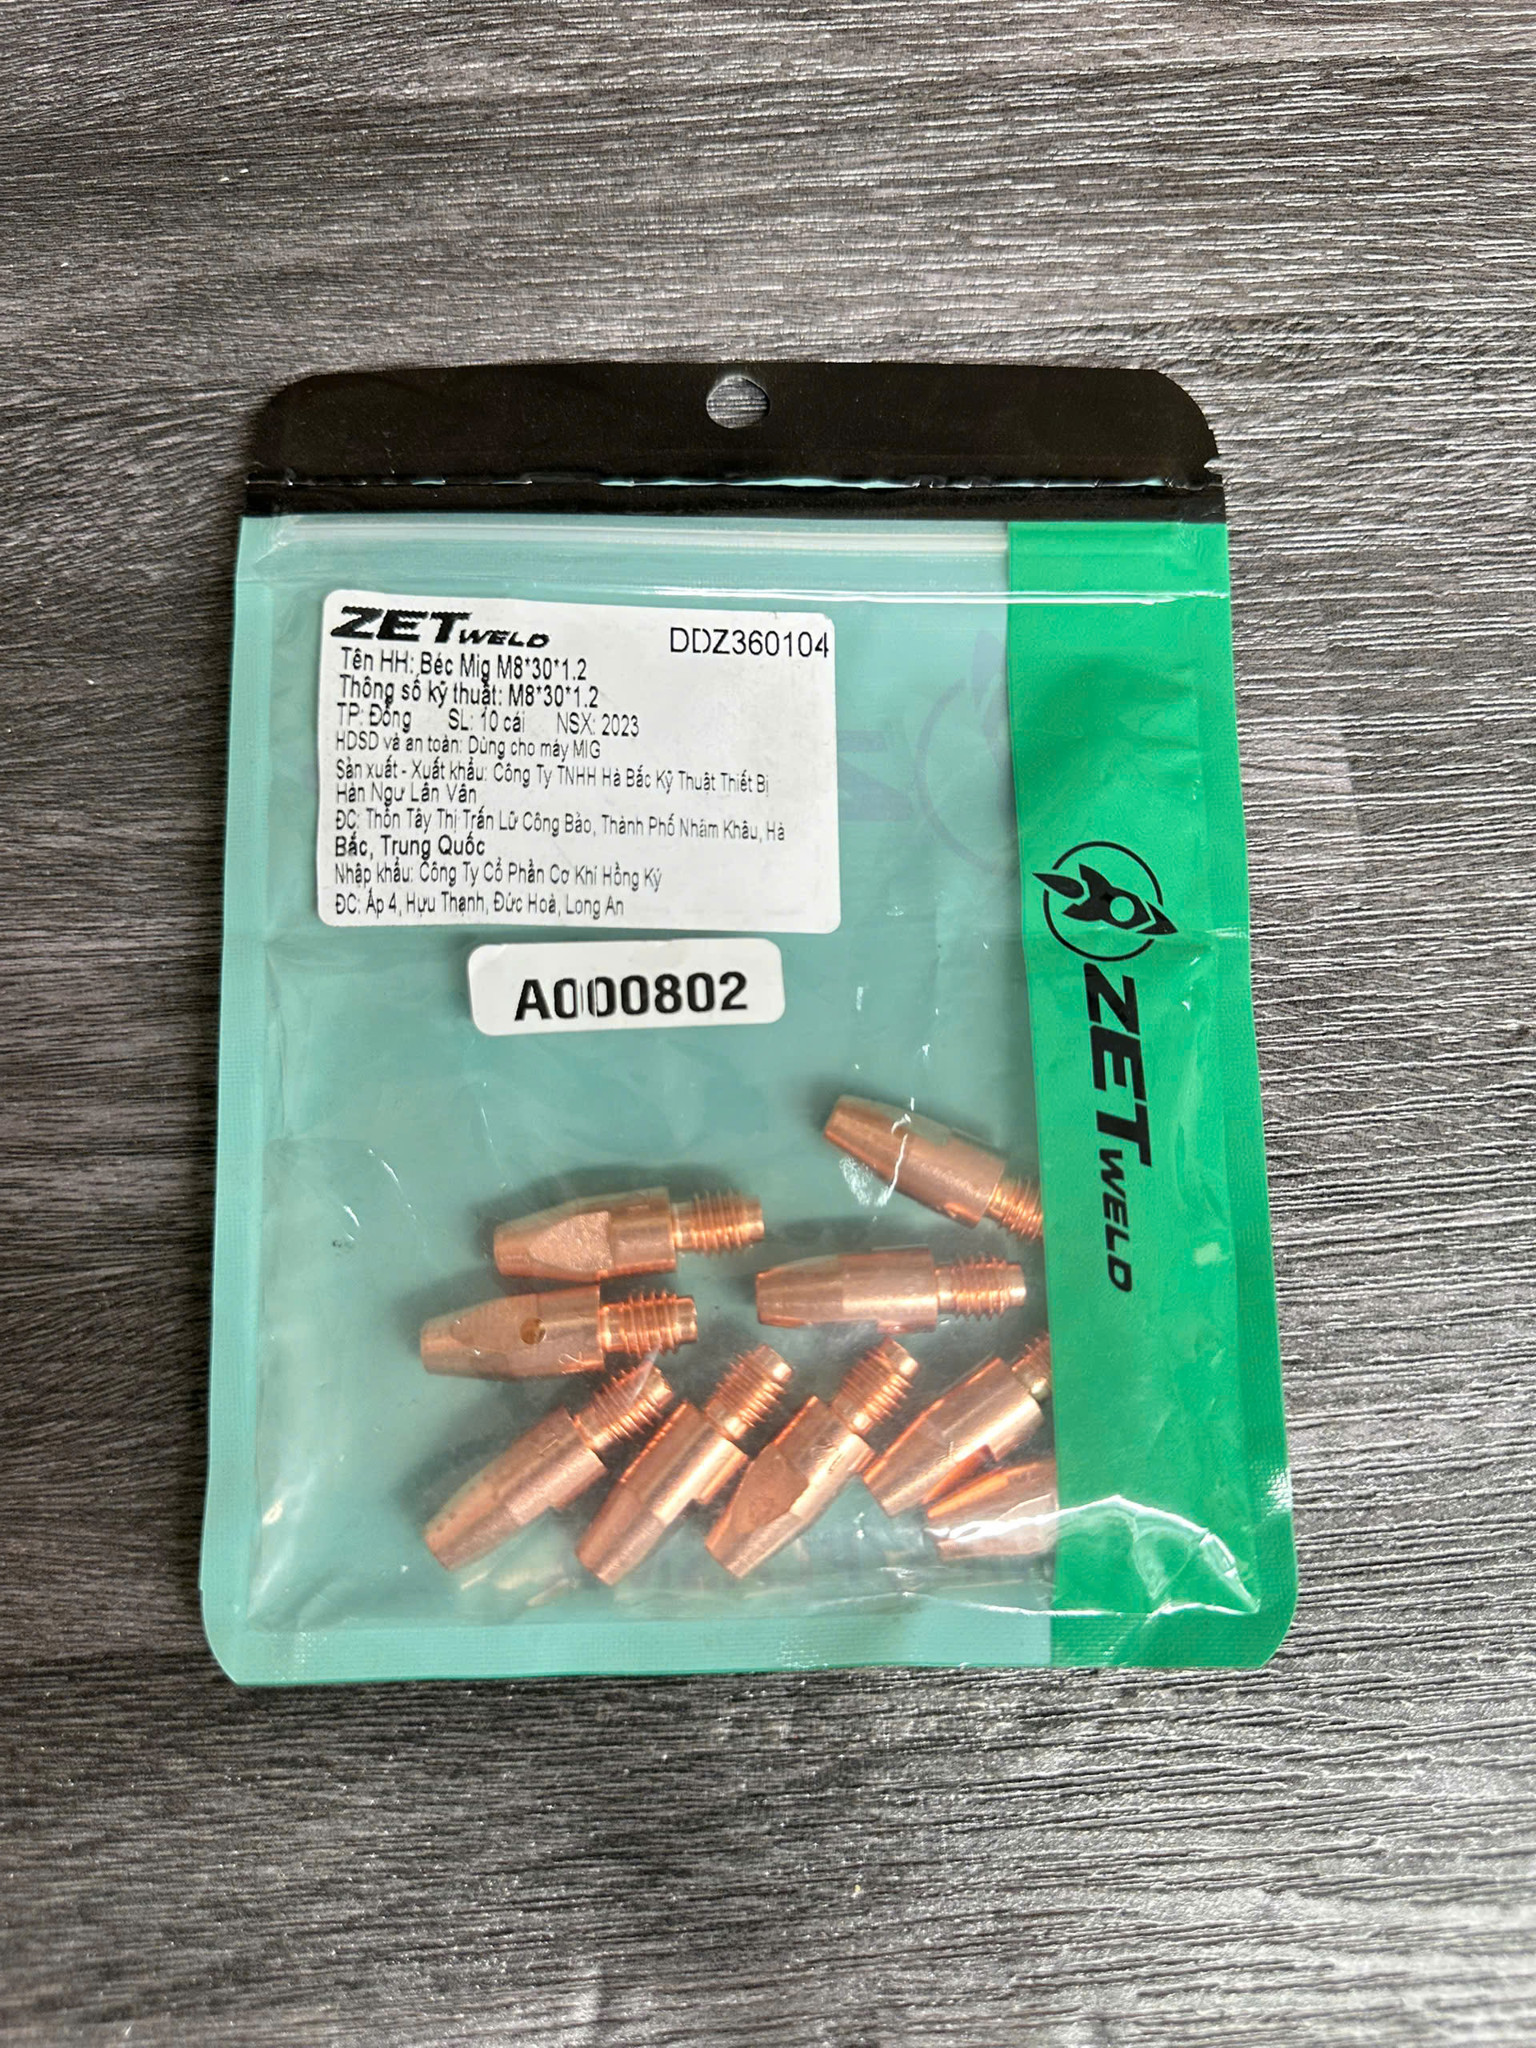 ZETWELD DDZ360104
Tên HH: Béc Mig M8*30*1.2
Thông số kỹ thuật: M8*30*1.2
TP: Đồng SL: 10 cái NSX: 2023
HDSD và an toàn: Dùng cho máy MIG
Sản xuất - Xuất khẩu: Công Ty TNHH Hà Bắc Kỹ Thuật Thiết Bị
Hàn Ngư Lân Vân
ĐC: Thôn Tây Thị Trấn Lữ Công Bảo, Thành Phố Nhâm Khâu, Hà
Bắc, Trung Quốc
Nhập khẩu: Công Ty Cổ Phần Cơ Khí Hồng Ký
ĐC: Ấp 4, Hựu Thạnh, Đức Hoà, Long An
A000802
ZETWELD